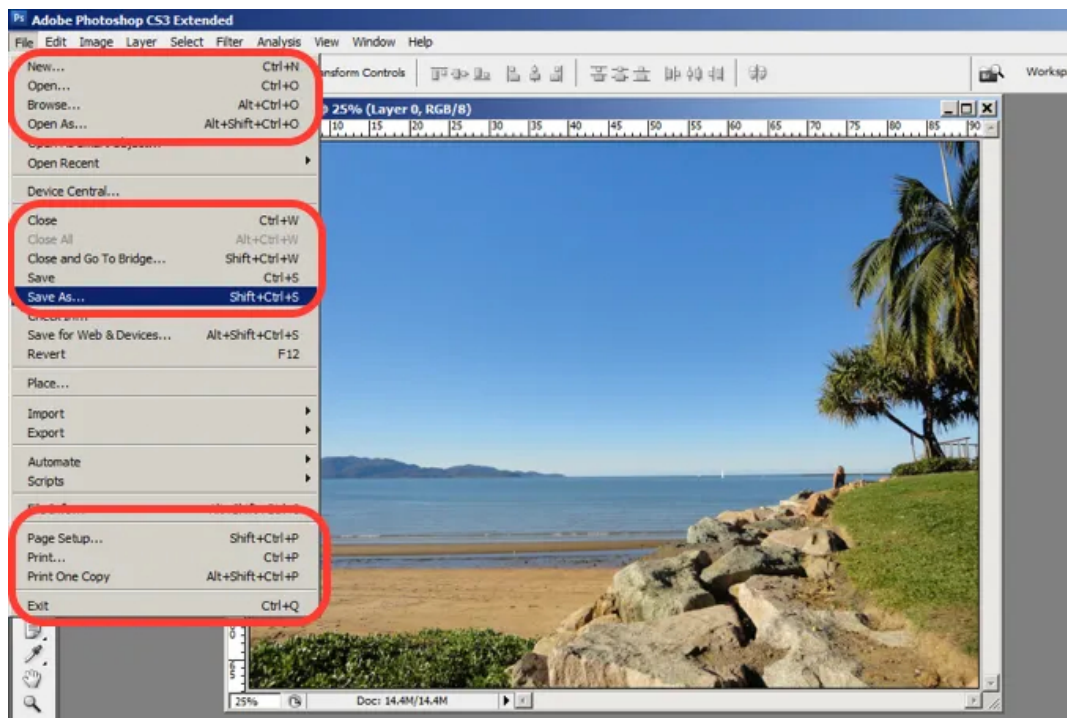 Ps Adobe Photoshop CS3 Extended
File Edit Image Layer Select Filter Analysis View Window Help
New... Ctrl+N
Open... Ctrl+O
Browse... Alt+Ctrl+O
Open As... Alt+Shift+Ctrl+O
Open Recent
Device Central...
Close Ctrl+W
Close All Alt+Ctrl+W
Close and Go To Bridge... Shift+Ctrl+W
Save Ctrl+S
Save As... Shift+Ctrl+S
Save for Web & Devices... Alt+Shift+Ctrl+S
Revert F12
Place...
Import
Export
Automate
Scripts
Page Setup... Shift+Ctrl+P
Print... Ctrl+P
Print One Copy Alt+Shift+Ctrl+P
Exit Ctrl+Q
nsform Controls
Worksp
25% (Layer 0, RGB/8)
10 15 20 25 30 35 40 45 50 55 60 65 70 75 80 85 90
25% Doc: 14.4M/14.4M